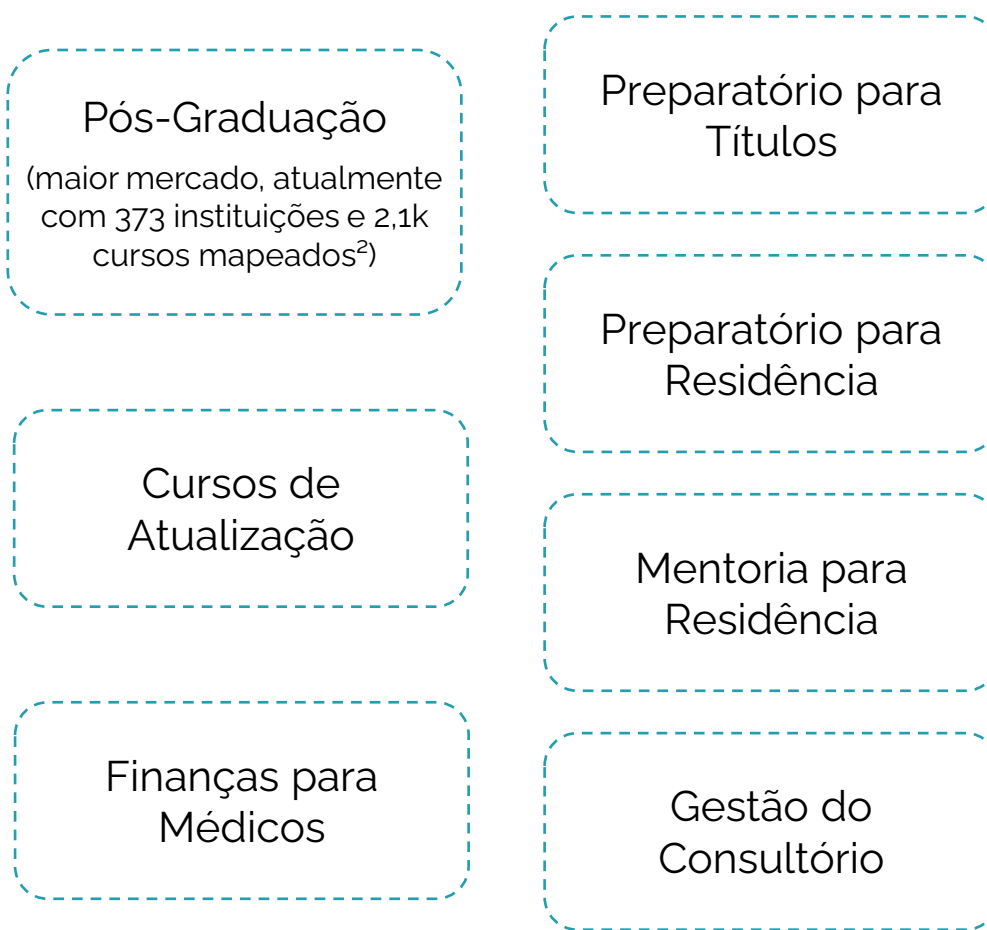 Pós-Graduação
(maior mercado, atualmente
com 373 instituições e 2,1k
cursos mapeados²)
Cursos de
Atualização
Finanças para
Médicos
Preparatório para
Títulos
Preparatório para
Residência
Mentoria para
Residência
Gestão do
Consultório